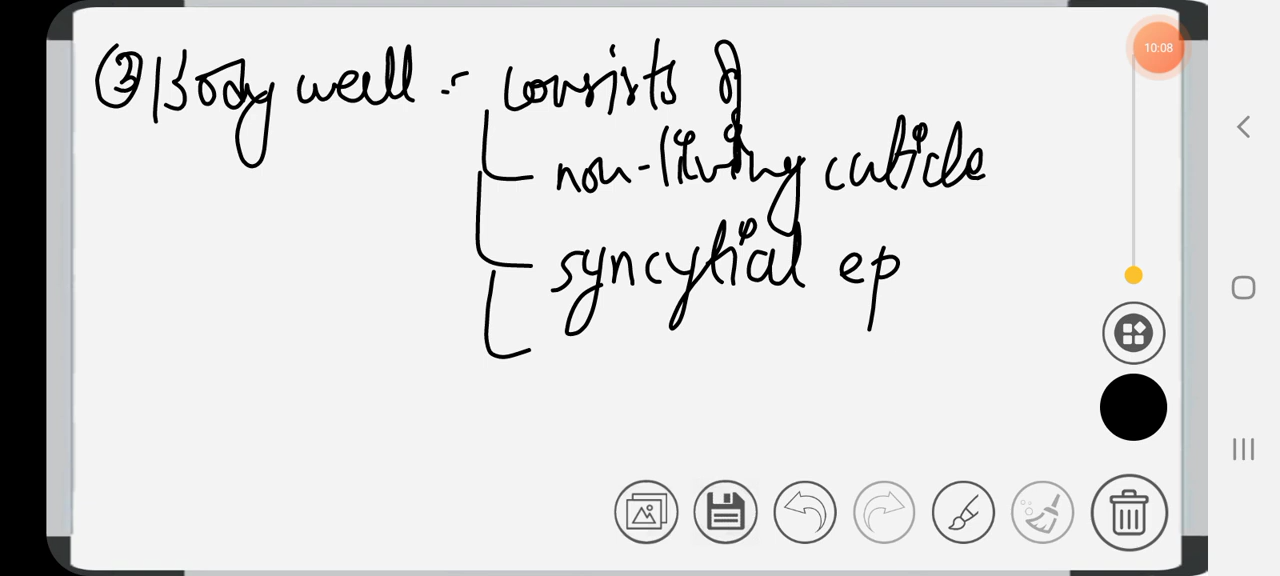 ③ Body wall :- consists of
non-living cuticle
syncytial ep
10:08